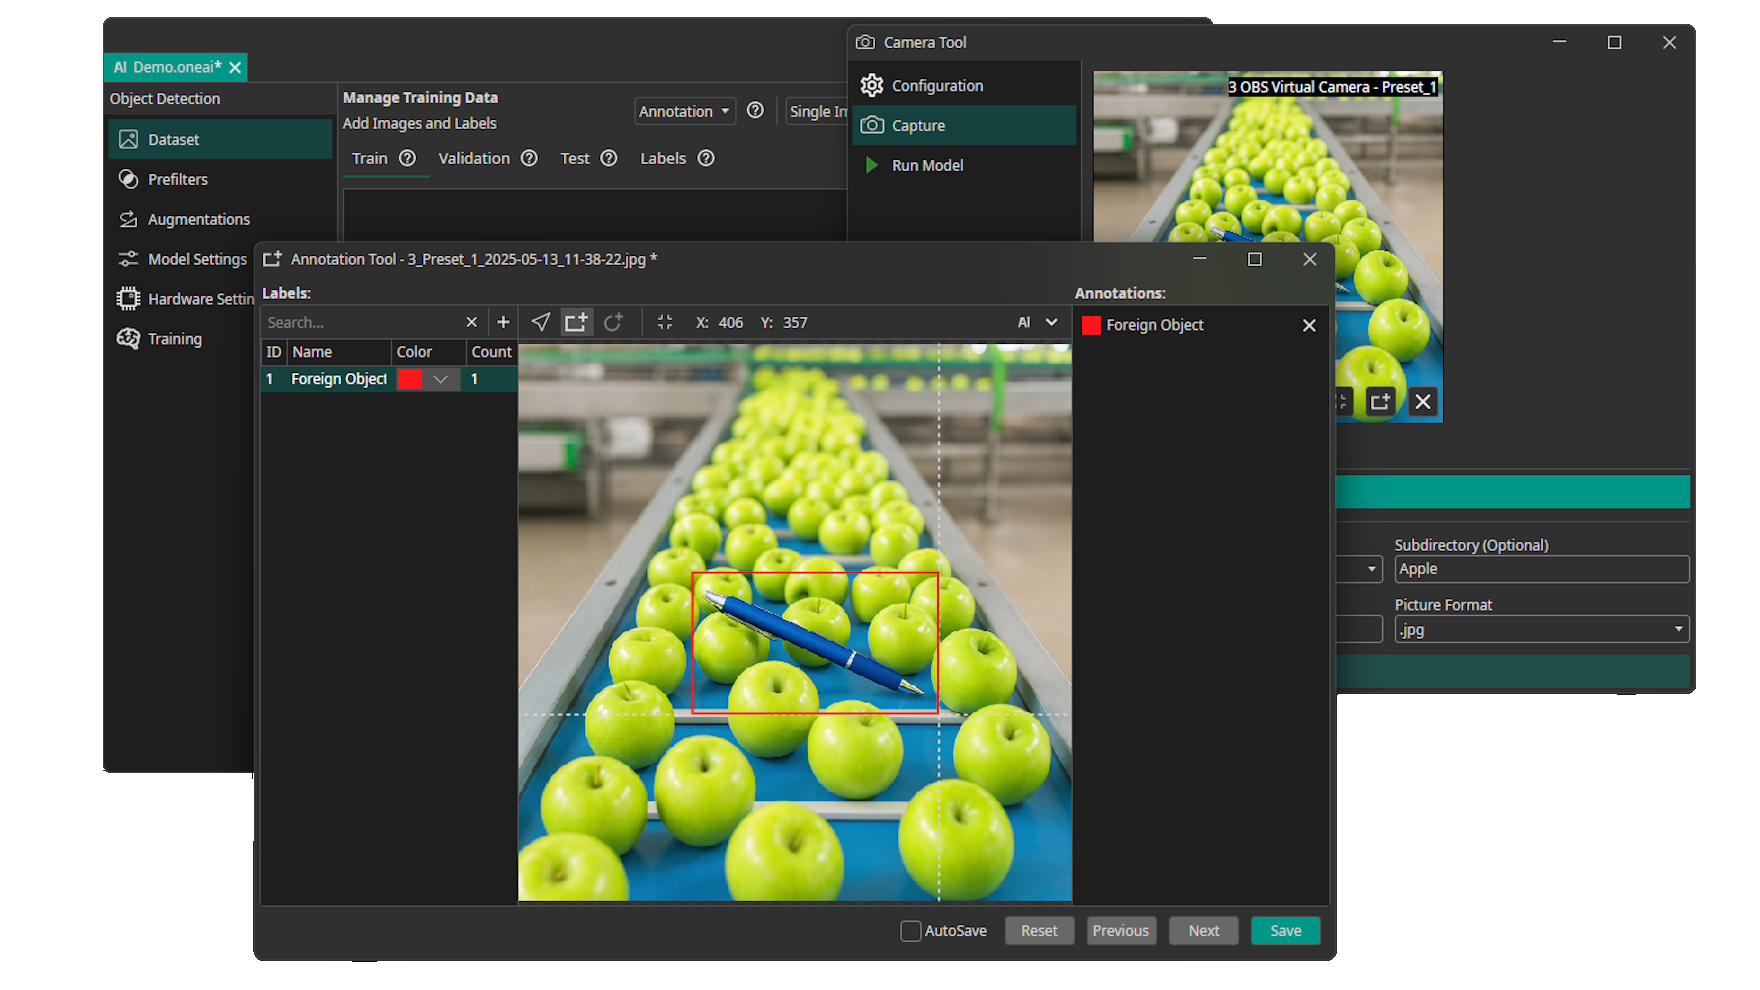 AI Demo.oneai*
Object Detection
Dataset
Prefilters
Augmentations
Model Settings
Hardware Settin
Training
Manage Training Data
Add Images and Labels
Annotation
Single Im
Train
Validation
Test
Labels
Camera Tool
Configuration
Capture
Run Model
3 OBS Virtual Camera - Preset_1
Subdirectory (Optional)
Apple
Picture Format
.jpg
Annotation Tool - 3_Preset_1_2025-05-13_11-38-22.jpg *
Labels:
Search...
X: 406 Y: 357
AI
ID Name Color Count
1 Foreign Object 1
Annotations:
Foreign Object
AutoSave
Reset
Previous
Next
Save